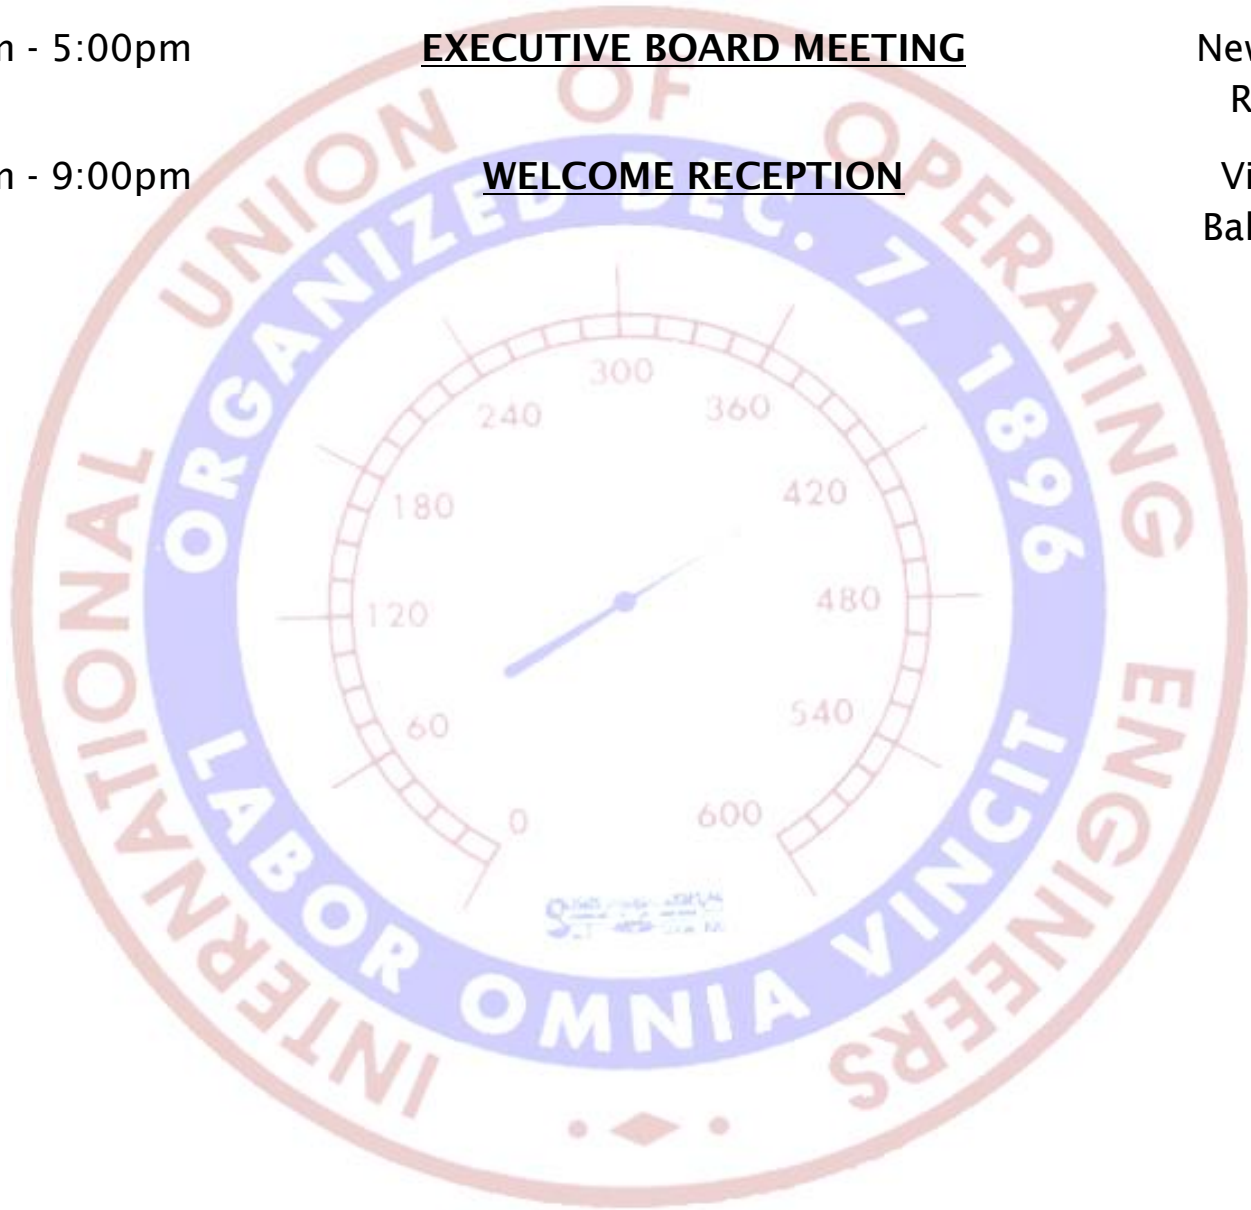 m - 5:00pm EXECUTIVE BOARD MEETING New
R
m - 9:00pm WELCOME RECEPTION Vi
Bal
INTERNATIONAL UNION OF OPERATING ENGINEERS
ORGANIZED DEC. 7, 1896
LABOR OMNIA VINCIT
300
240
360
180
420
120
480
60
540
0
600